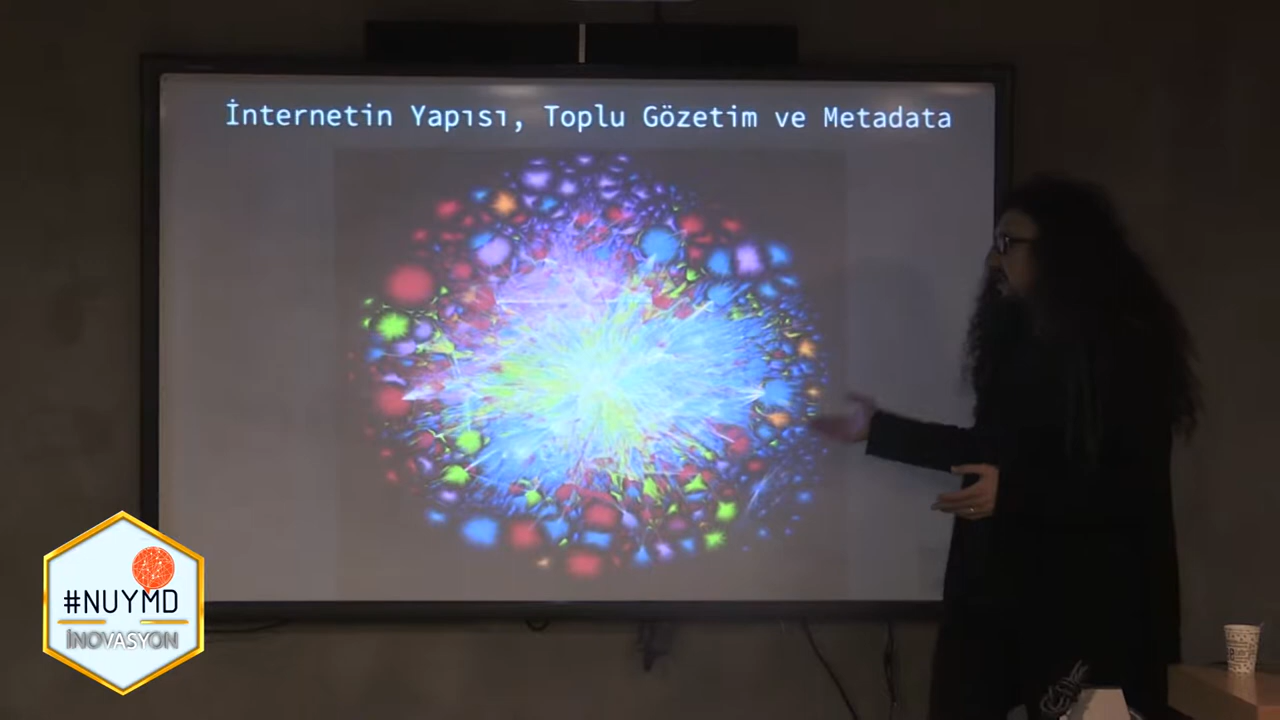 İnternetin Yapısı, Toplu Gözetim ve Metadata
#NUYMD
İNOVASYON